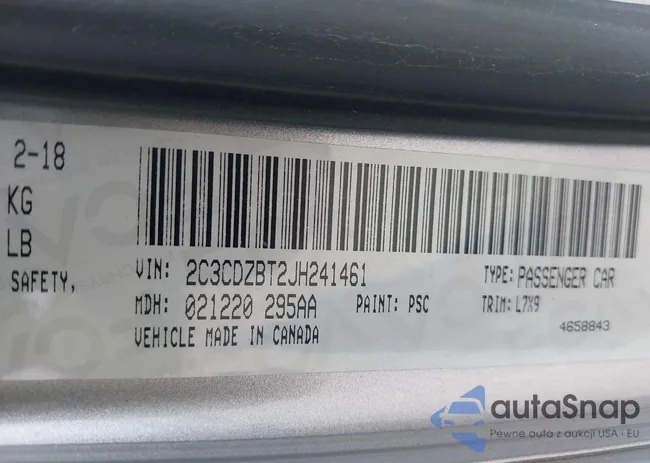 2-18
KG
LB
SAFETY,
VIN: 2C3CDZBT2JH241461
TYPE: PASSENGER CAR
MDH: 021220 295AA
PAINT: PSC
TRIM: L7X9
VEHICLE MADE IN CANADA
4658843
autaSnap
Pewne auta z aukcji USA i EU